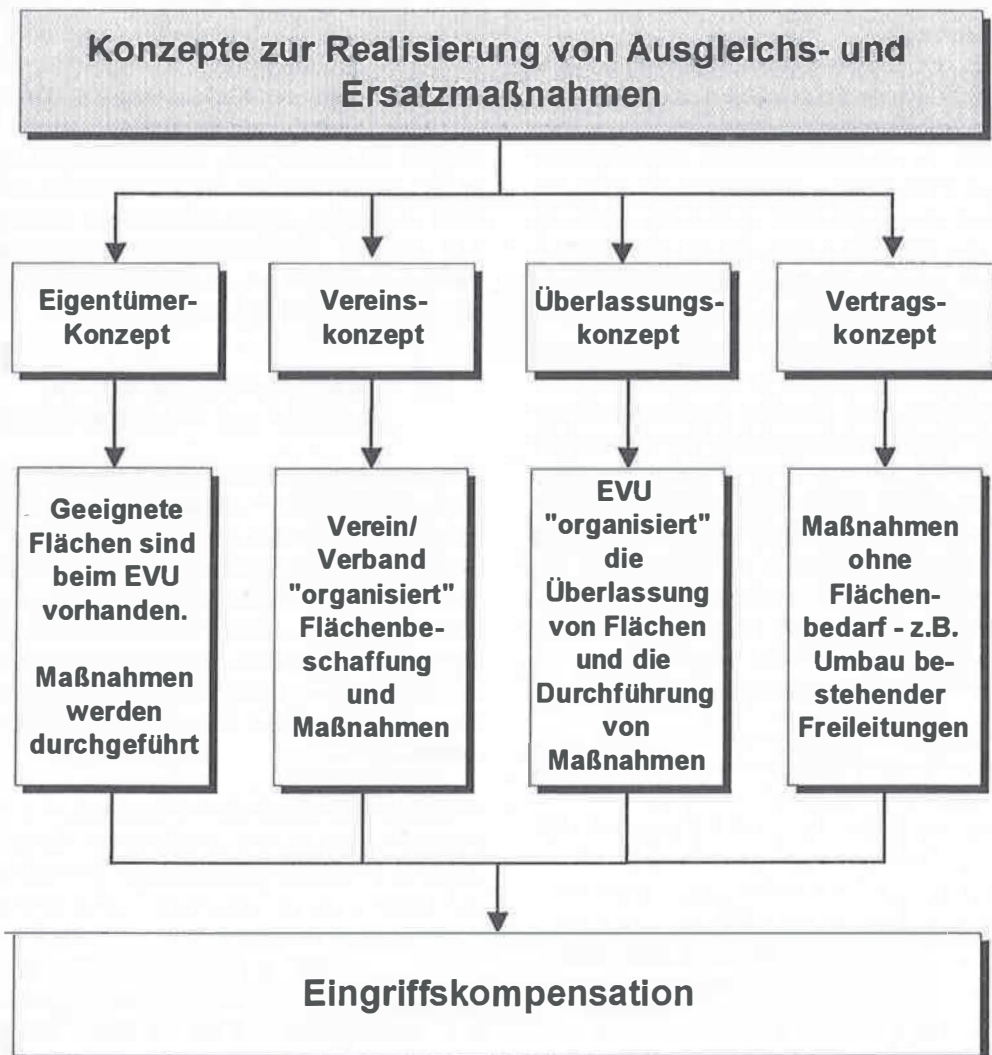 Konzepte zur Realisierung von Ausgleichs- und
Ersatzmaßnahmen
Eigentümer-
Konzept
Vereins-
konzept
Überlassungs-
konzept
Vertrags-
konzept
Geeignete
Flächen sind
beim EVU
vorhanden.
Maßnahmen
werden
durchgeführt
Verein/
Verband
"organisiert"
Flächenbe-
schaffung
und
Maßnahmen
EVU
"organisiert"
die
Überlassung
von Flächen
und die
Durchführung
von
Maßnahmen
Maßnahmen
ohne
Flächen-
bedarf - z.B.
Umbau be-
stehender
Freileitungen
Eingriffskompensation